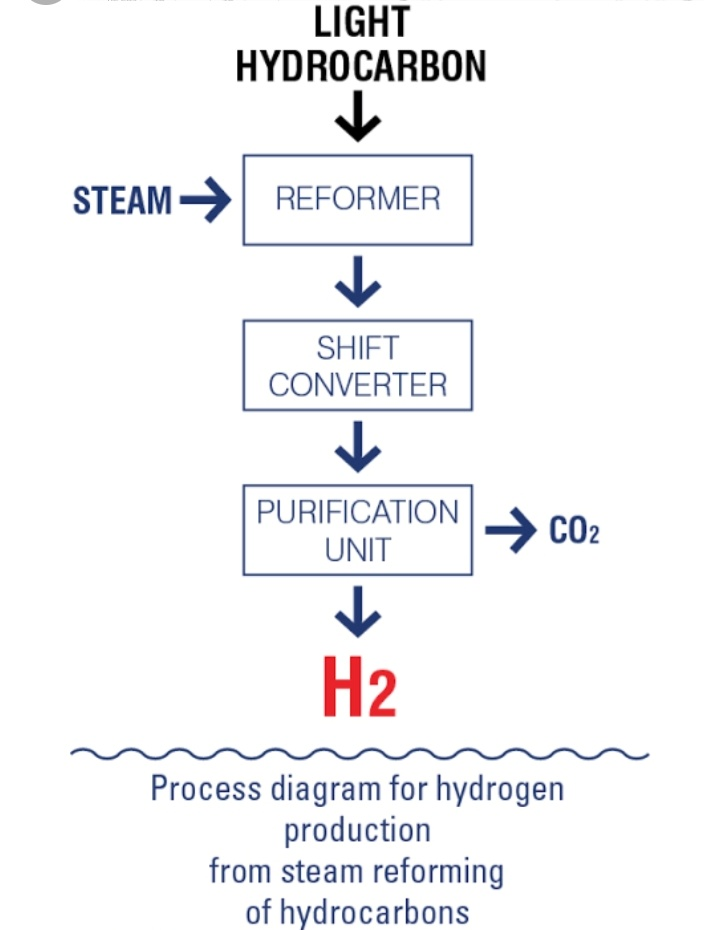 LIGHT
HYDROCARBON
STEAM
REFORMER
SHIFT
CONVERTER
PURIFICATION
UNIT
CO₂
H2
Process diagram for hydrogen
production
from steam reforming
of hydrocarbons